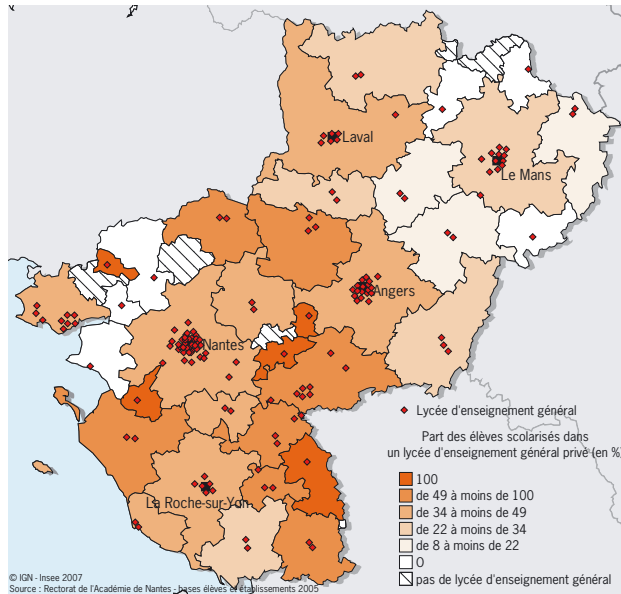 Laval
Le Mans
Angers
Nantes
La Roche-sur-Yon
Lycée d'enseignement général
Part des élèves scolarisés dans
un lycée d'enseignement général privé (en %)
100
de 49 à moins de 100
de 34 à moins de 49
de 22 à moins de 34
de 8 à moins de 22
0
pas de lycée d'enseignement général
© IGN - Insee 2007
Source : Rectorat de l'Académie de Nantes - bases élèves et établissements 2005